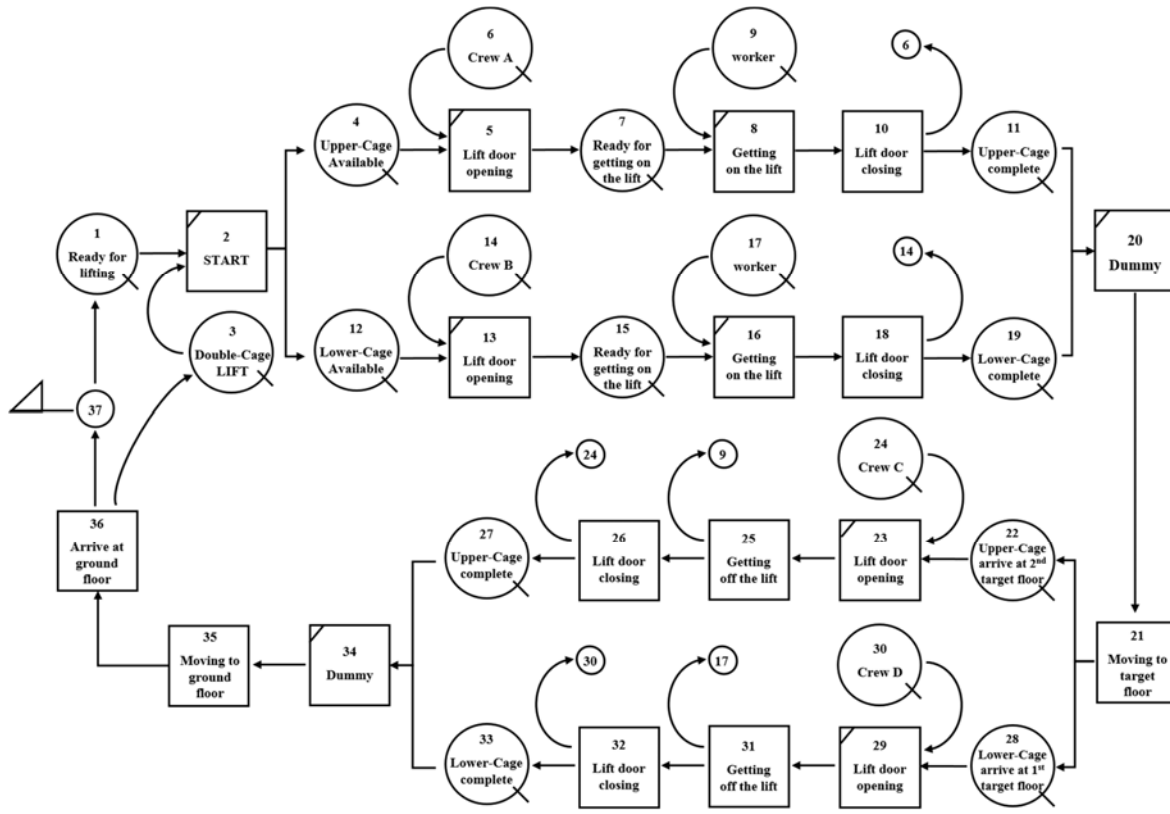 6
Crew A
9
worker
6
4
Upper-Cage
Available
5
Lift door
opening
7
Ready for
getting on
the lift
8
Getting
on the lift
10
Lift door
closing
11
Upper-Cage
complete
1
Ready for
lifting
2
START
14
Crew B
17
worker
14
20
Dummy
3
Double-Cage
LIFT
12
Lower-Cage
Available
13
Lift door
opening
15
Ready for
getting on
the lift
16
Getting
on the lift
18
Lift door
closing
19
Lower-Cage
complete
37
24
9
24
Crew C
36
Arrive at
ground
floor
27
Upper-Cage
complete
26
Lift door
closing
25
Getting
off the lift
23
Lift door
opening
22
Upper-Cage
arrive at 2nd
target floor
35
Moving to
ground
floor
34
Dummy
30
17
30
Crew D
21
Moving to
target
floor
33
Lower-Cage
complete
32
Lift door
closing
31
Getting
off the lift
29
Lift door
opening
28
Lower-Cage
arrive at 1st
target floor